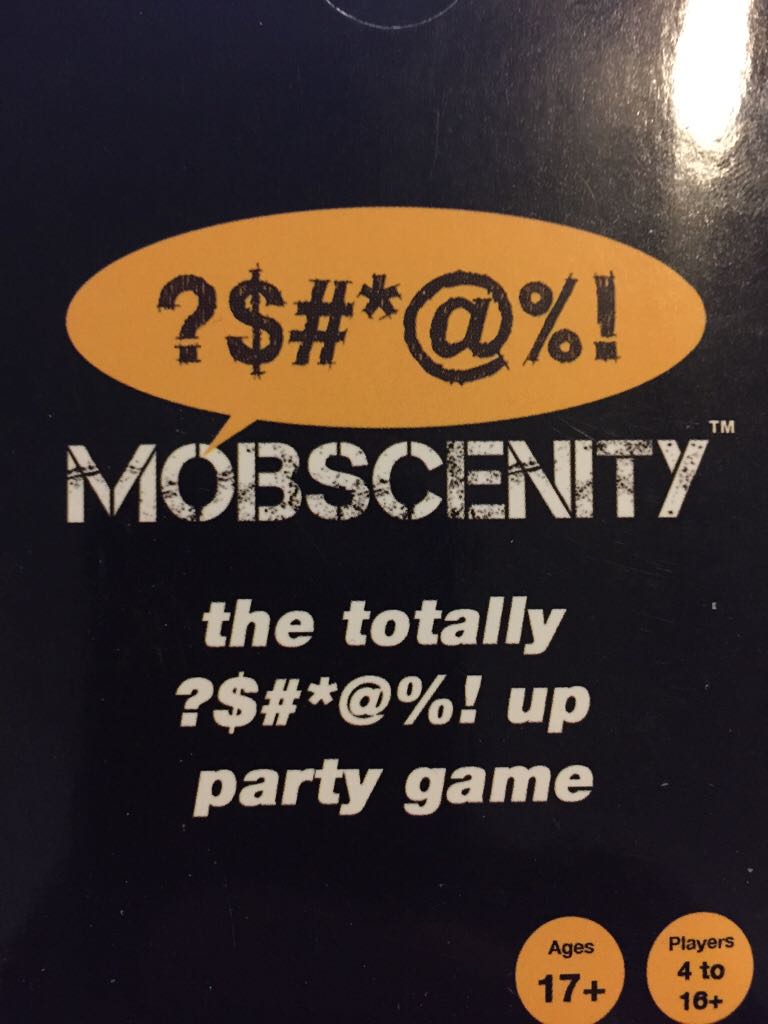 ?$#*@%!
MOBSCENITY™
the totally
?$#*@%! up
party game
Ages
17+
Players
4 to
16+